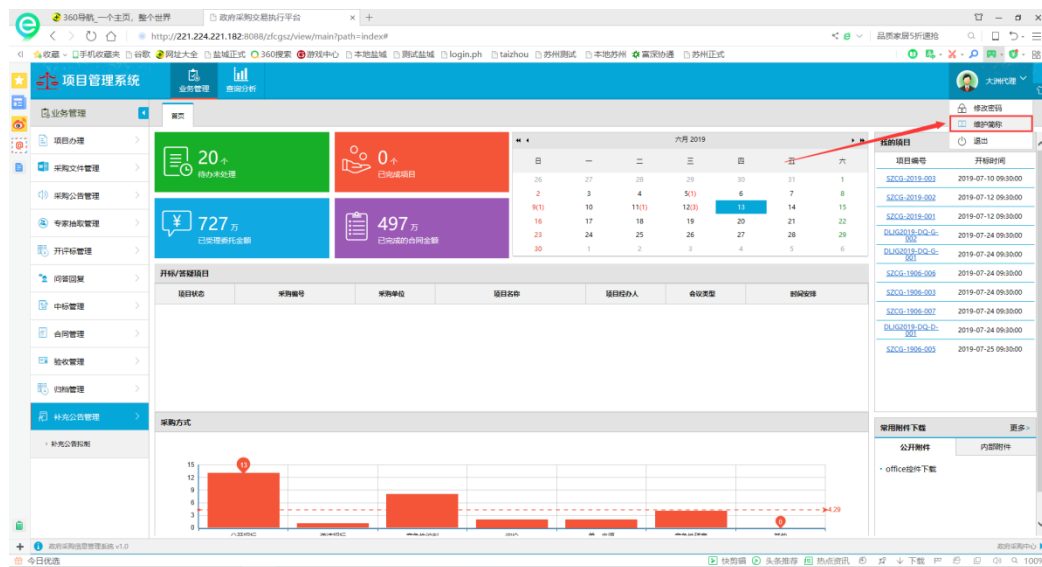 360导航_一个主页，整个世界
政府采购交易执行平台
http://221.224.221.182:8088/zfcgsz/view/main?path=index#
品质家居5折速抢
收藏
手机收藏夹
谷歌
网址大全
盐城正式
360搜索
游戏中心
本地盐城
测试盐城
login.ph
taizhou
苏州测试
本地苏州
富深协通
苏州正式
项目管理系统
业务管理
查询分析
大洲代理
修改密码
维护简称
退出
业务管理
首页
项目办理
采购文件管理
采购公告管理
专家抽取管理
开评标管理
问答回复
中标管理
合同管理
验收管理
归档管理
补充公告管理
补充公告拟制
20 个
待办未处理
0 个
已完成项目
727 万
已受理委托金额
497 万
已完成的合同金额
六月 2019
日 一 二 三 四 五 六
26 27 28 29 30 31 1
2 3 4 5(1) 6 7 8
9(1) 10 11(1) 12(3) 13 14 15
16 17 18 19 20 21 22
23 24 25 26 27 28 29
30 1 2 3 4 5 6
我的项目
项目编号 开标时间
SZCG-2019-003 2019-07-10 09:30:00
SZCG-2019-002 2019-07-12 09:30:00
SZCG-2019-001 2019-07-12 09:30:00
DLJG2019-DQ-G-002 2019-07-24 09:30:00
DLJG2019-DQ-G-001 2019-07-24 09:30:00
SZCG-1906-006 2019-07-24 09:30:00
SZCG-1906-003 2019-07-24 09:30:00
SZCG-1906-007 2019-07-24 09:30:00
DLJG2019-DQ-D-001 2019-07-24 09:30:00
SZCG-1906-005 2019-07-25 09:30:00
开标/答疑项目
项目状态 采购编号 采购单位 项目名称 项目经办人 会议类型 时间安排
采购方式
15
12
9
6
3
0
13
4.29
0
常用附件下载 更多>
公开附件 内部附件
office控件下载
政府采购信息管理系统 v1.0
政府采购中心
今日优选
快剪辑
头条推荐
热点资讯
下载
100%